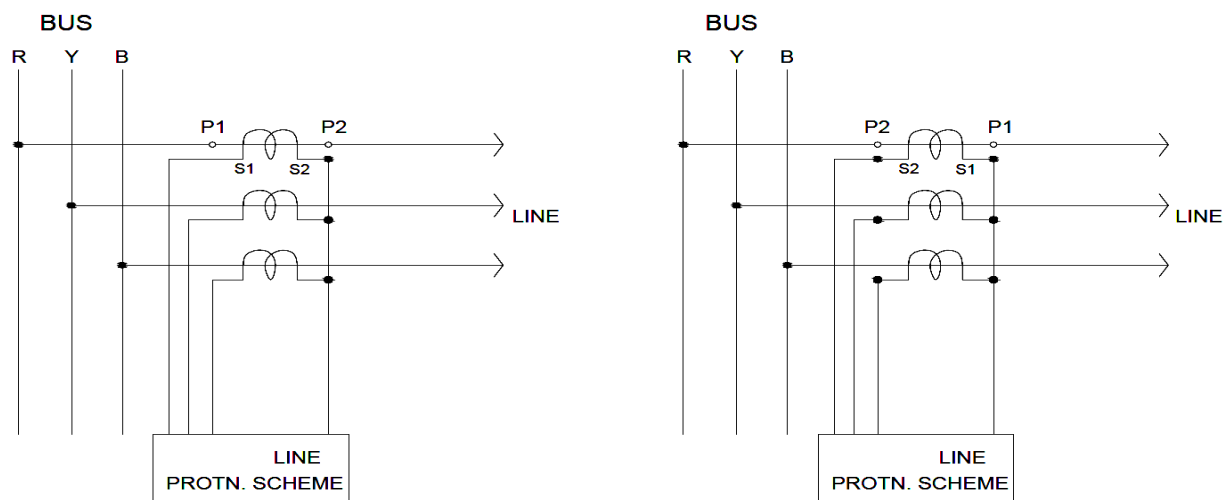 BUS
R Y B
P1 P2
S1 S2
LINE
LINE
PROTN. SCHEME
BUS
R Y B
P2 P1
S2 S1
LINE
LINE
PROTN. SCHEME